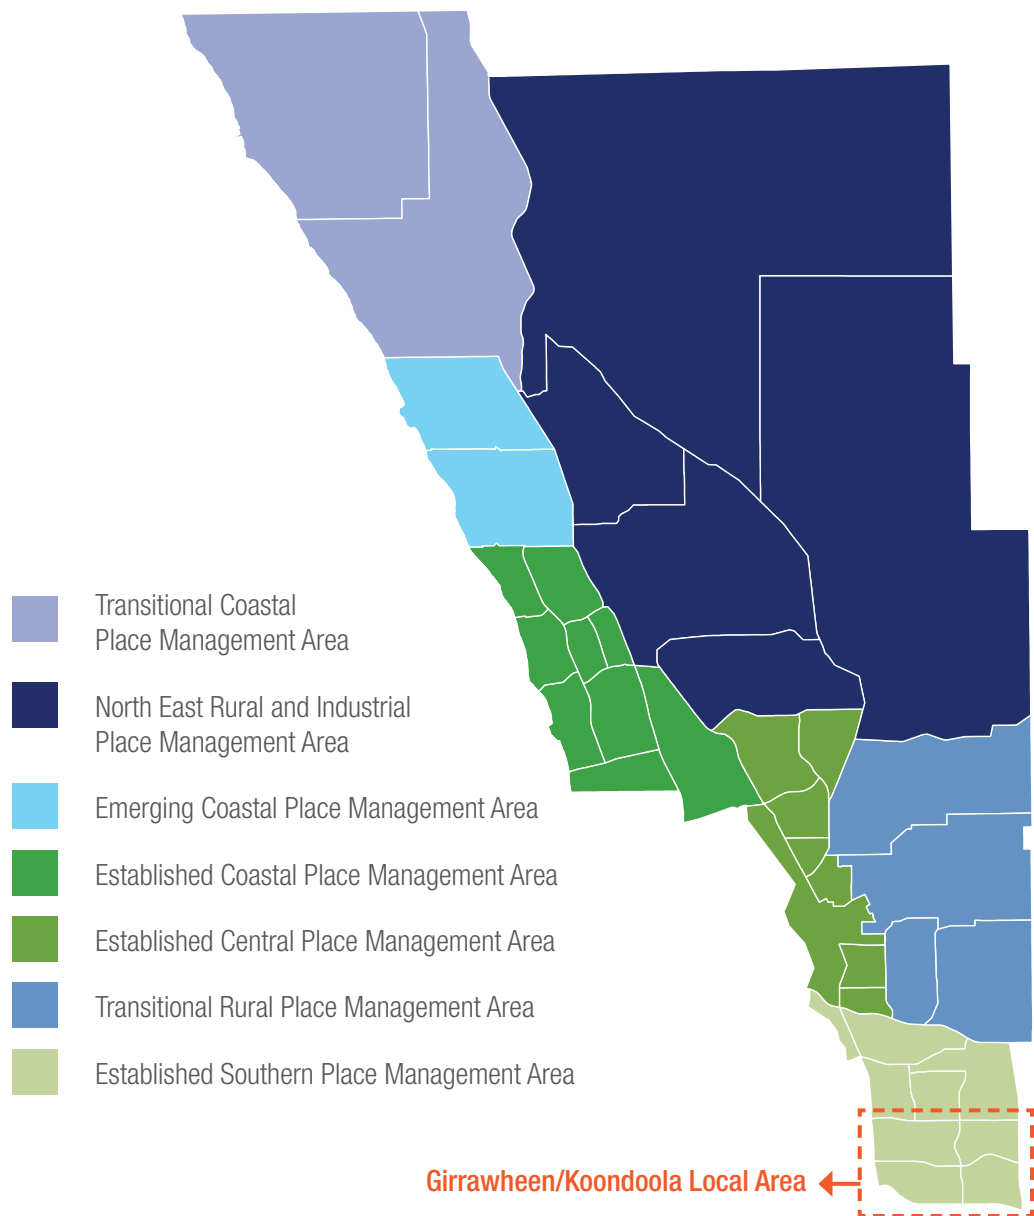 Transitional Coastal
Place Management Area
North East Rural and Industrial
Place Management Area
Emerging Coastal Place Management Area
Established Coastal Place Management Area
Established Central Place Management Area
Transitional Rural Place Management Area
Established Southern Place Management Area
Girrawheen/Koondoola Local Area